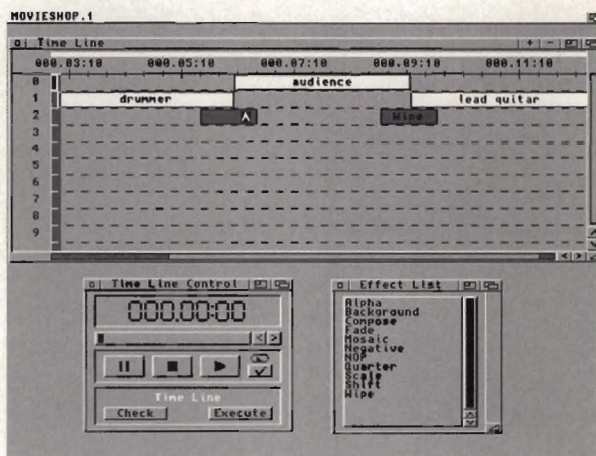 MOVIESHOP.1
Time Line
+ -
000.03:10 000.05:10 000.07:10 000.09:10 000.11:10
0 audience
1 drummer lead quitar
2 Wipe
3
4
5
6
7
8
9
< >
Time Line Control
000.00:00
< >
Time Line
Check Execute
Effect List
Alpha
Background
Compose
Fade
Mosaic
Negative
NOP
Quarter
Scale
Shift
Wipe